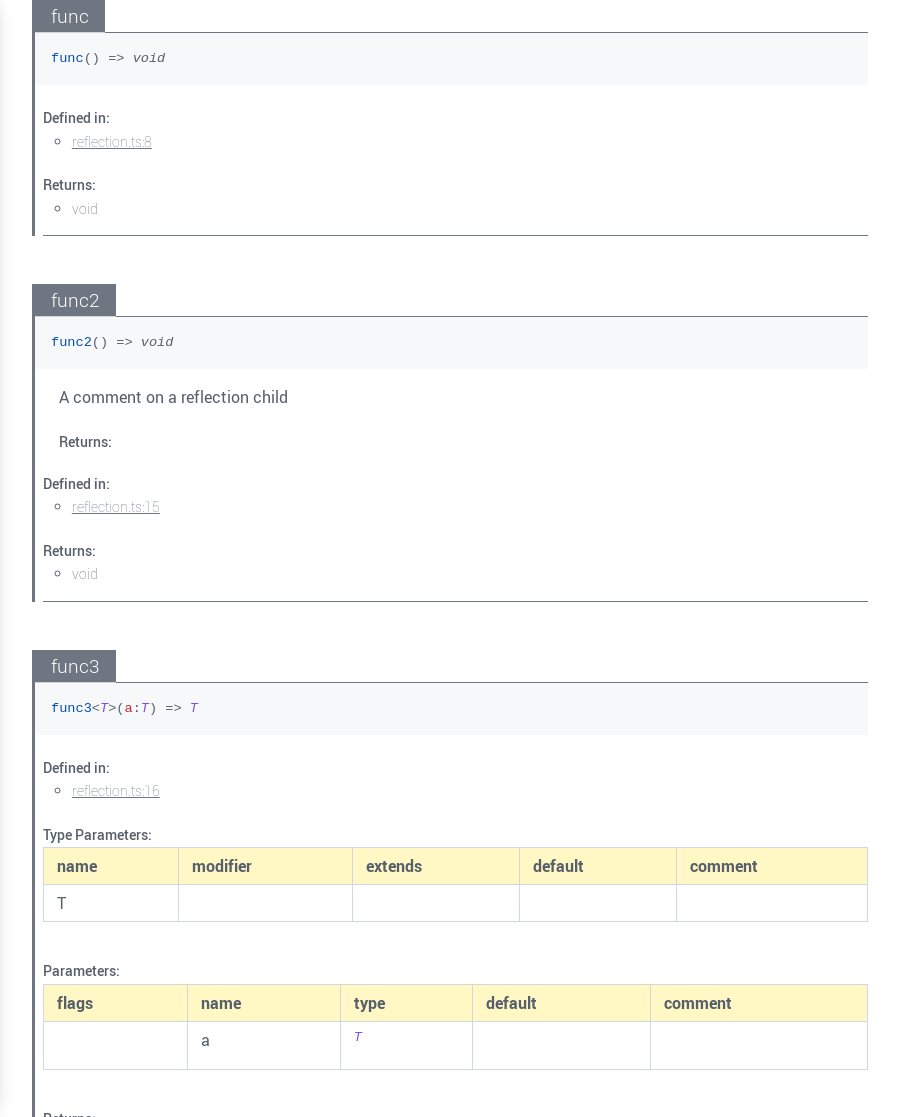 func
func() => void
Defined in:
reflection.ts:8
Returns:
void
func2
func2() => void
A comment on a reflection child
Returns:
Defined in:
reflection.ts:15
Returns:
void
func3
func3<T>(a:T) => T
Defined in:
reflection.ts:16
Type Parameters:
name modifier extends default comment
T
Parameters:
flags name type default comment
a T
Returns: